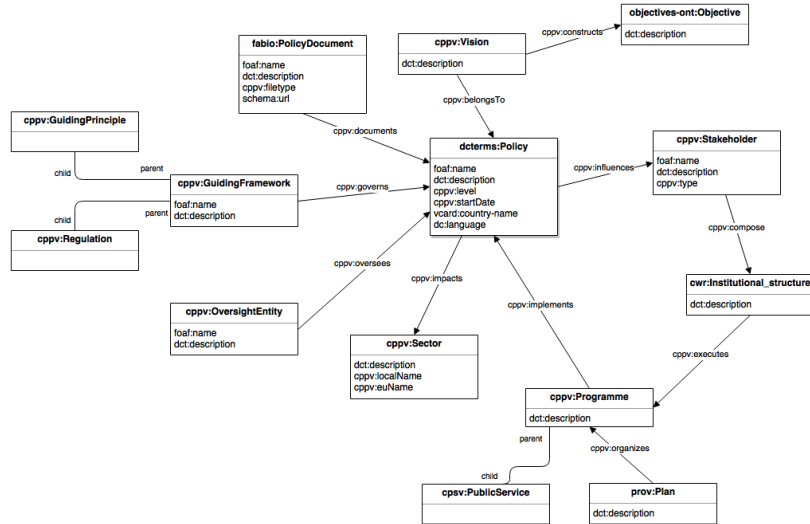 objectives-ont:Objective
dct:description
cppv:constructs
cppv:Vision
dct:description
fabio:PolicyDocument
foaf:name
dct:description
cppv:filetype
schema:url
cppv:belongsTo
cppv:documents
cppv:GuidingPrinciple
dcterms:Policy
foaf:name
dct:description
cppv:level
cppv:startDate
vcard:country-name
dc:language
cppv:influences
cppv:Stakeholder
foaf:name
dct:description
cppv:type
child
parent
cppv:GuidingFramework
foaf:name
dct:description
cppv:governs
parent
child
cppv:Regulation
cppv:compose
cppv:oversees
cppv:impacts
cppv:implements
cwr:Institutional_structure
dct:description
cppv:OversightEntity
foaf:name
dct:description
cppv:Sector
dct:description
cppv:localName
cppv:euName
cppv:executes
cppv:Programme
dct:description
parent
cppv:organizes
child
cpsv:PublicService
prov:Plan
dct:description